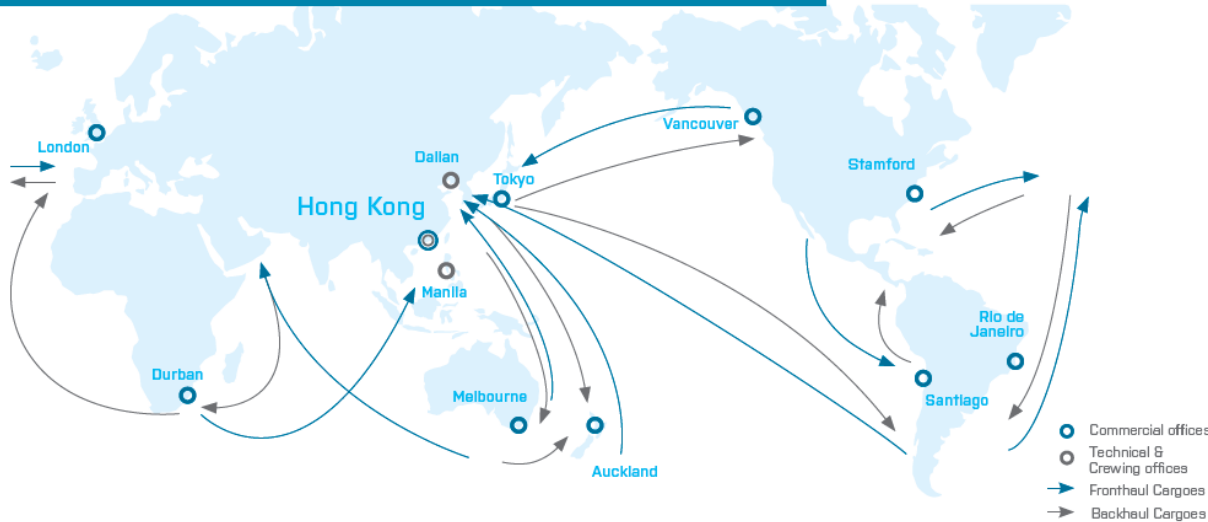 London
Dalian
Tokyo
Hong Kong
Manila
Durban
Melbourne
Auckland
Vancouver
Stamford
Rio de
Janeiro
Santiago
Commercial offices
Technical &
Crewing offices
Fronthaul Cargoes
Backhaul Cargoes